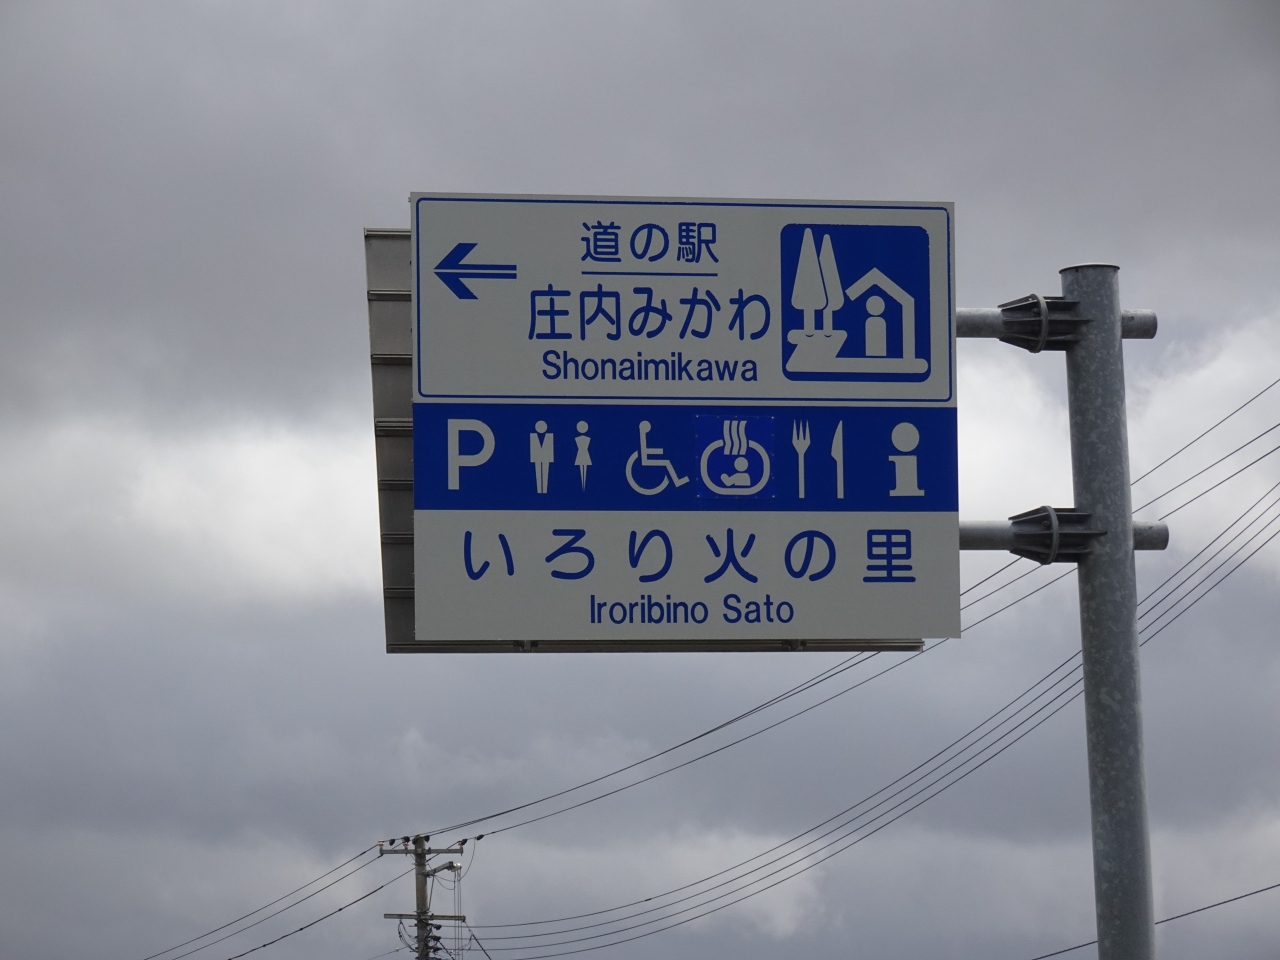 道の駅
庄内みかわ
Shonaimikawa
P
いろり火の里
Iroribino Sato